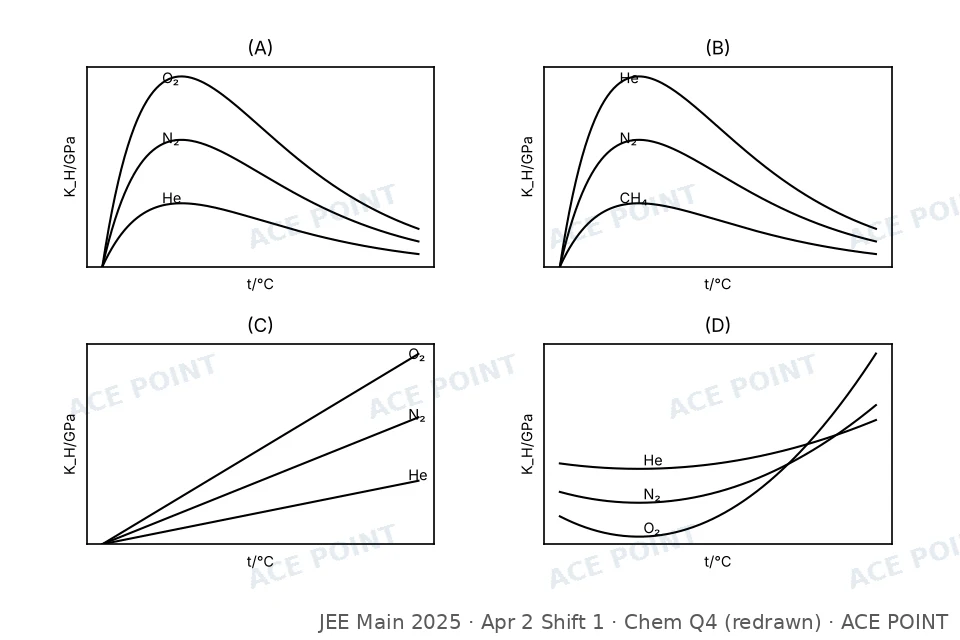 (A)
O₂
N₂
He
K_H/GPa
t/°C
(B)
He
N₂
CH₄
K_H/GPa
t/°C
(C)
O₂
N₂
He
K_H/GPa
t/°C
(D)
He
N₂
O₂
K_H/GPa
t/°C
ACE POINT
ACE POINT
ACE POI
ACE POINT
ACE POINT
ACE POINT
ACE POINT
ACE POINT
ACE POI
JEE Main 2025 · Apr 2 Shift 1 · Chem Q4 (redrawn) · ACE POINT